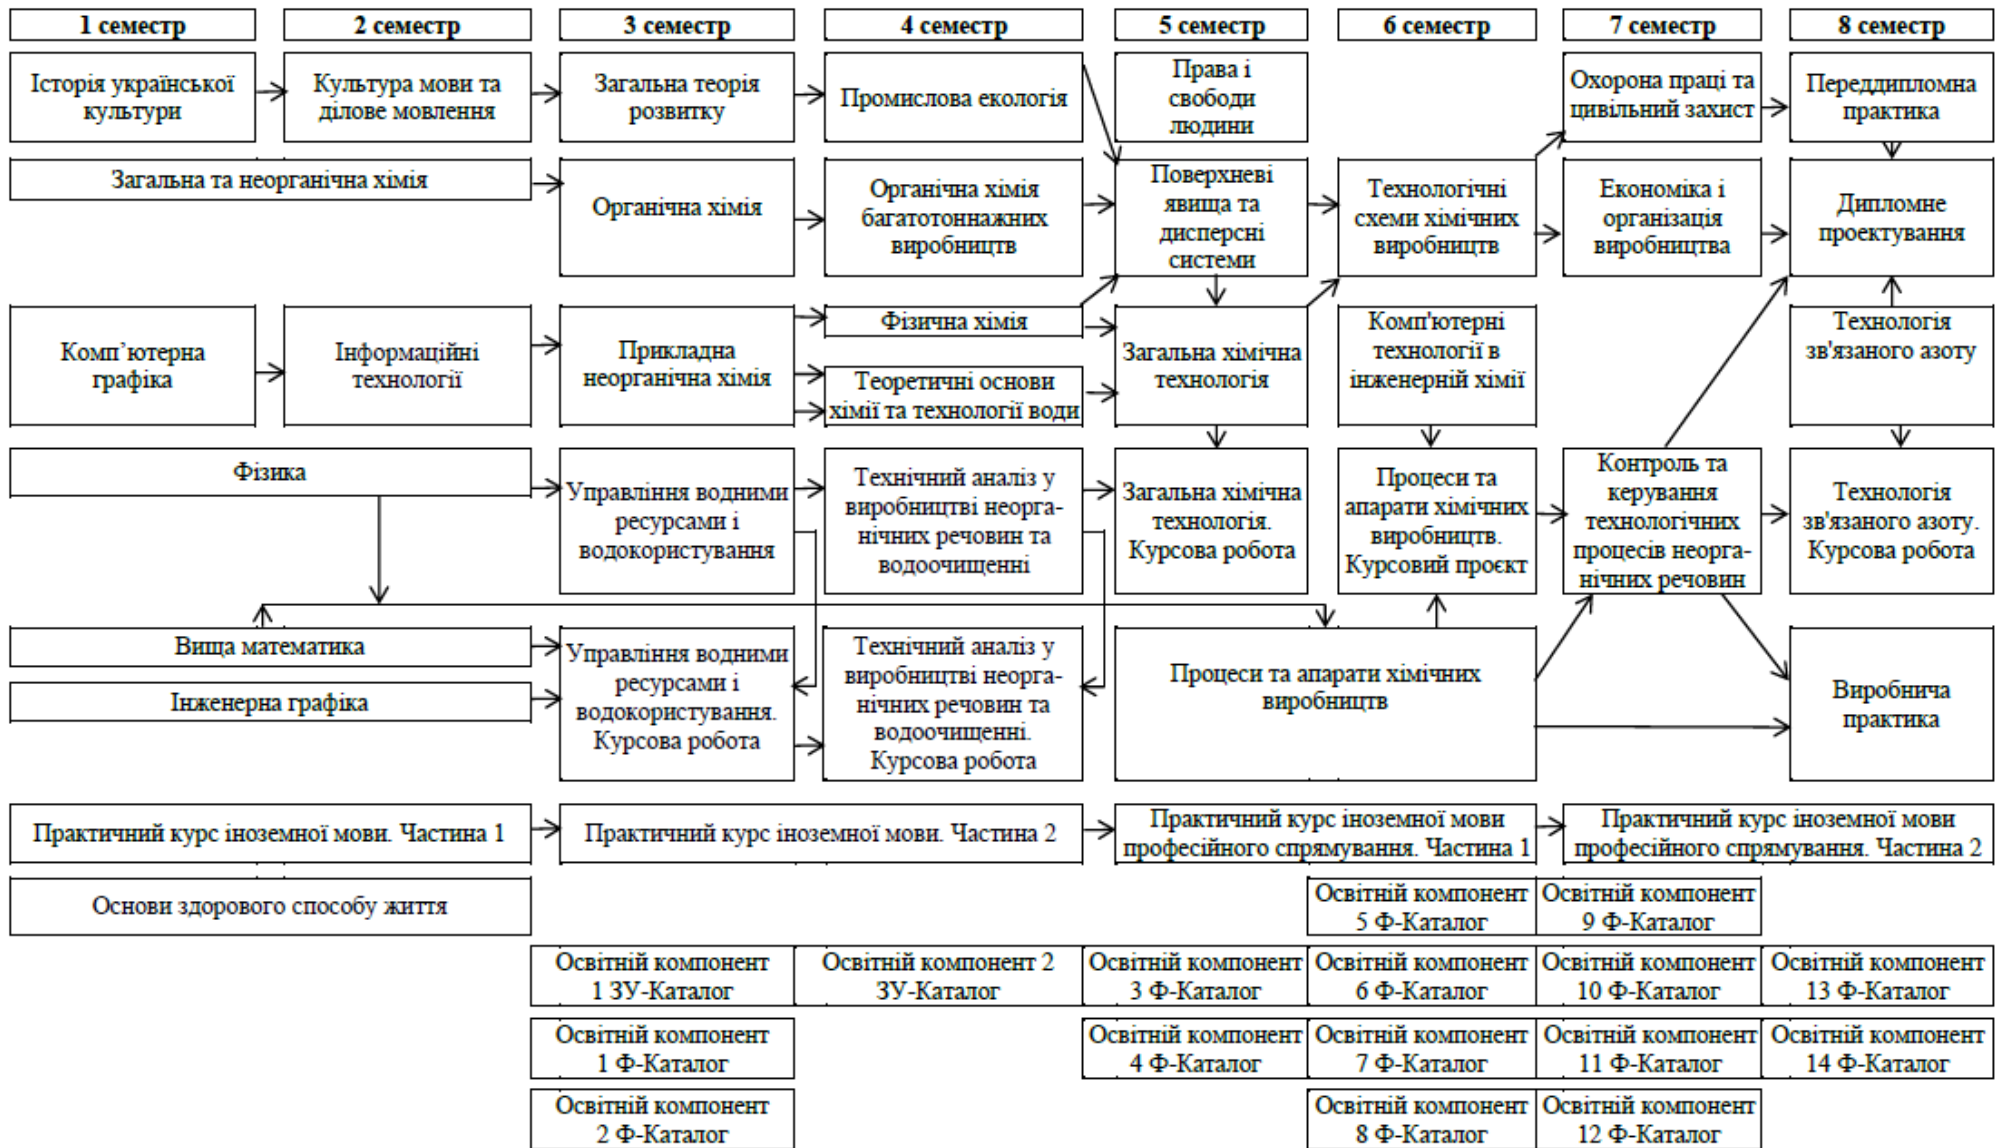 1 семестр
2 семестр
3 семестр
4 семестр
5 семестр
6 семестр
7 семестр
8 семестр
Історія української
культури
Культура мови та
ділове мовлення
Загальна теорія
розвитку
Промислова екологія
Права і
свободи
людини
Охорона праці та
цивільний захист
Переддипломна
практика
Загальна та неорганічна хімія
Органічна хімія
Органічна хімія
багатотоннажних
виробництв
Поверхневі
явища та
дисперсні
системи
Технологічні
схеми хімічних
виробництв
Економіка і
організація
виробництва
Дипломне
проектування
Комп’ютерна
графіка
Інформаційні
технології
Прикладна
неорганічна хімія
Фізична хімія
Теоретичні основи
хімії та технології води
Загальна хімічна
технологія
Комп'ютерні
технології в
інженерній хімії
Технологія
зв'язаного азоту
Фізика
Управління водними
ресурсами і
водокористування
Технічний аналіз у
виробництві неорга-
нічних речовин та
водоочищенні
Загальна хімічна
технологія.
Курсова робота
Процеси та
апарати хімічних
виробництв.
Курсовий проєкт
Контроль та
керування
технологічних
процесів неорга-
нічних речовин
Технологія
зв'язаного азоту.
Курсова робота
Вища математика
Інженерна графіка
Управління водними
ресурсами і
водокористування.
Курсова робота
Технічний аналіз у
виробництві неорга-
нічних речовин та
водоочищенні.
Курсова робота
Процеси та апарати хімічних
виробництв
Виробнича
практика
Практичний курс іноземної мови. Частина 1
Практичний курс іноземної мови. Частина 2
Практичний курс іноземної мови
професійного спрямування. Частина 1
Практичний курс іноземної мови
професійного спрямування. Частина 2
Основи здорового способу життя
Освітній компонент
5 Ф-Каталог
Освітній компонент
9 Ф-Каталог
Освітній компонент
1 ЗУ-Каталог
Освітній компонент 2
ЗУ-Каталог
Освітній компонент
3 Ф-Каталог
Освітній компонент
6 Ф-Каталог
Освітній компонент
10 Ф-Каталог
Освітній компонент
13 Ф-Каталог
Освітній компонент
1 Ф-Каталог
Освітній компонент
4 Ф-Каталог
Освітній компонент
7 Ф-Каталог
Освітній компонент
11 Ф-Каталог
Освітній компонент
14 Ф-Каталог
Освітній компонент
2 Ф-Каталог
Освітній компонент
8 Ф-Каталог
Освітній компонент
12 Ф-Каталог